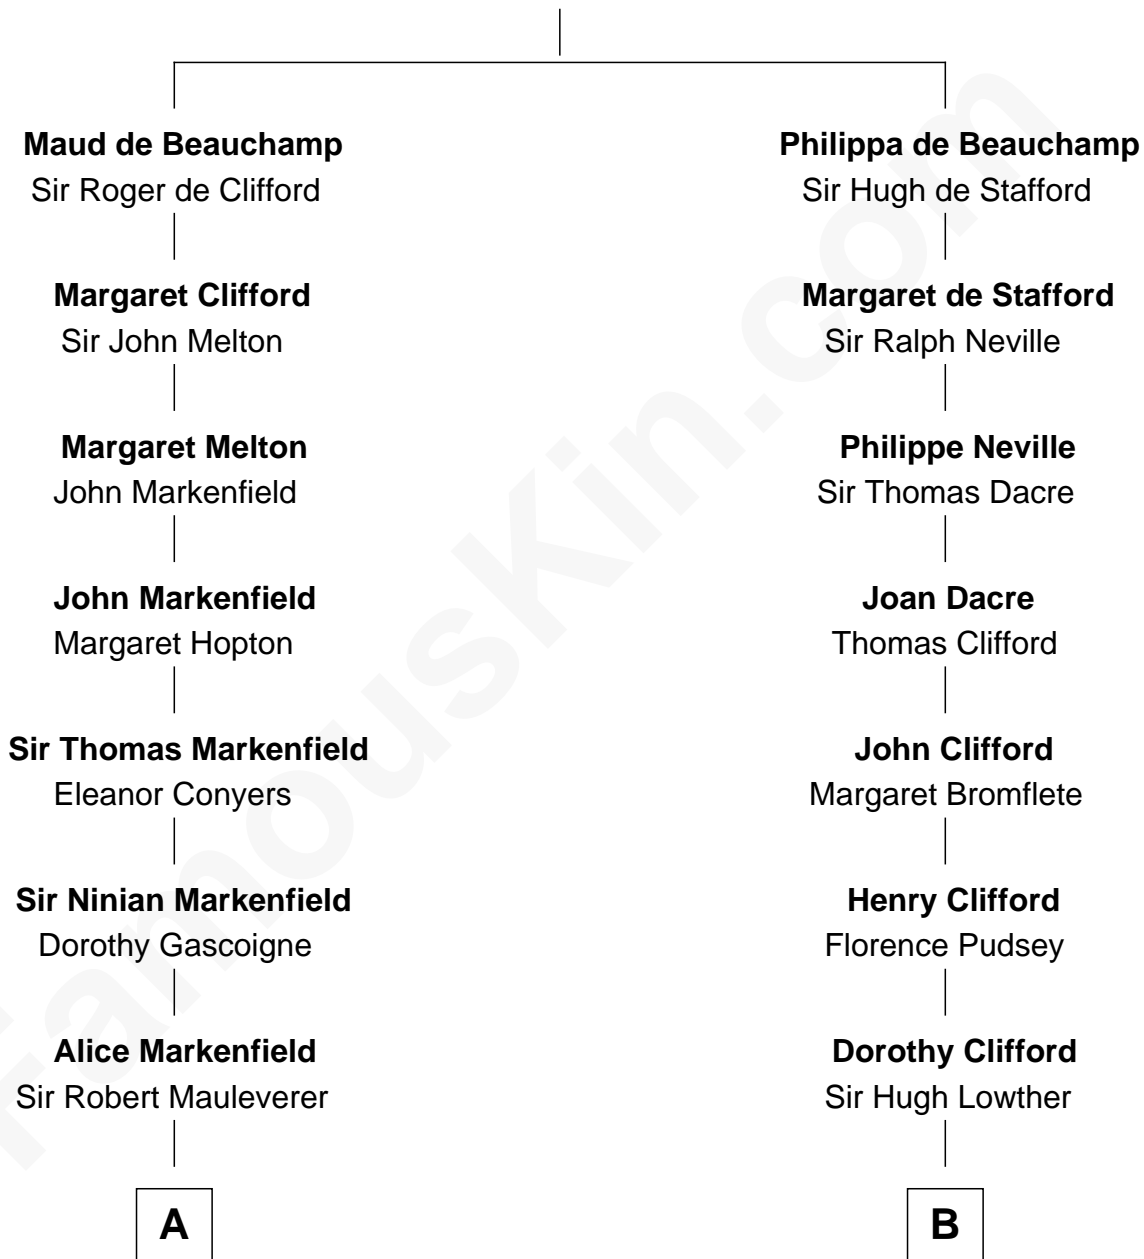 Maud de Beauchamp
Sir Roger de Clifford
Margaret Clifford
Sir John Melton
Margaret Melton
John Markenfield
John Markenfield
Margaret Hopton
Sir Thomas Markenfield
Eleanor Conyers
Sir Ninian Markenfield
Dorothy Gascoigne
Alice Markenfield
Sir Robert Mauleverer
A
Philippa de Beauchamp
Sir Hugh de Stafford
Margaret de Stafford
Sir Ralph Neville
Philippe Neville
Sir Thomas Dacre
Joan Dacre
Thomas Clifford
John Clifford
Margaret Bromflete
Henry Clifford
Florence Pudsey
Dorothy Clifford
Sir Hugh Lowther
B
FamousKin.com